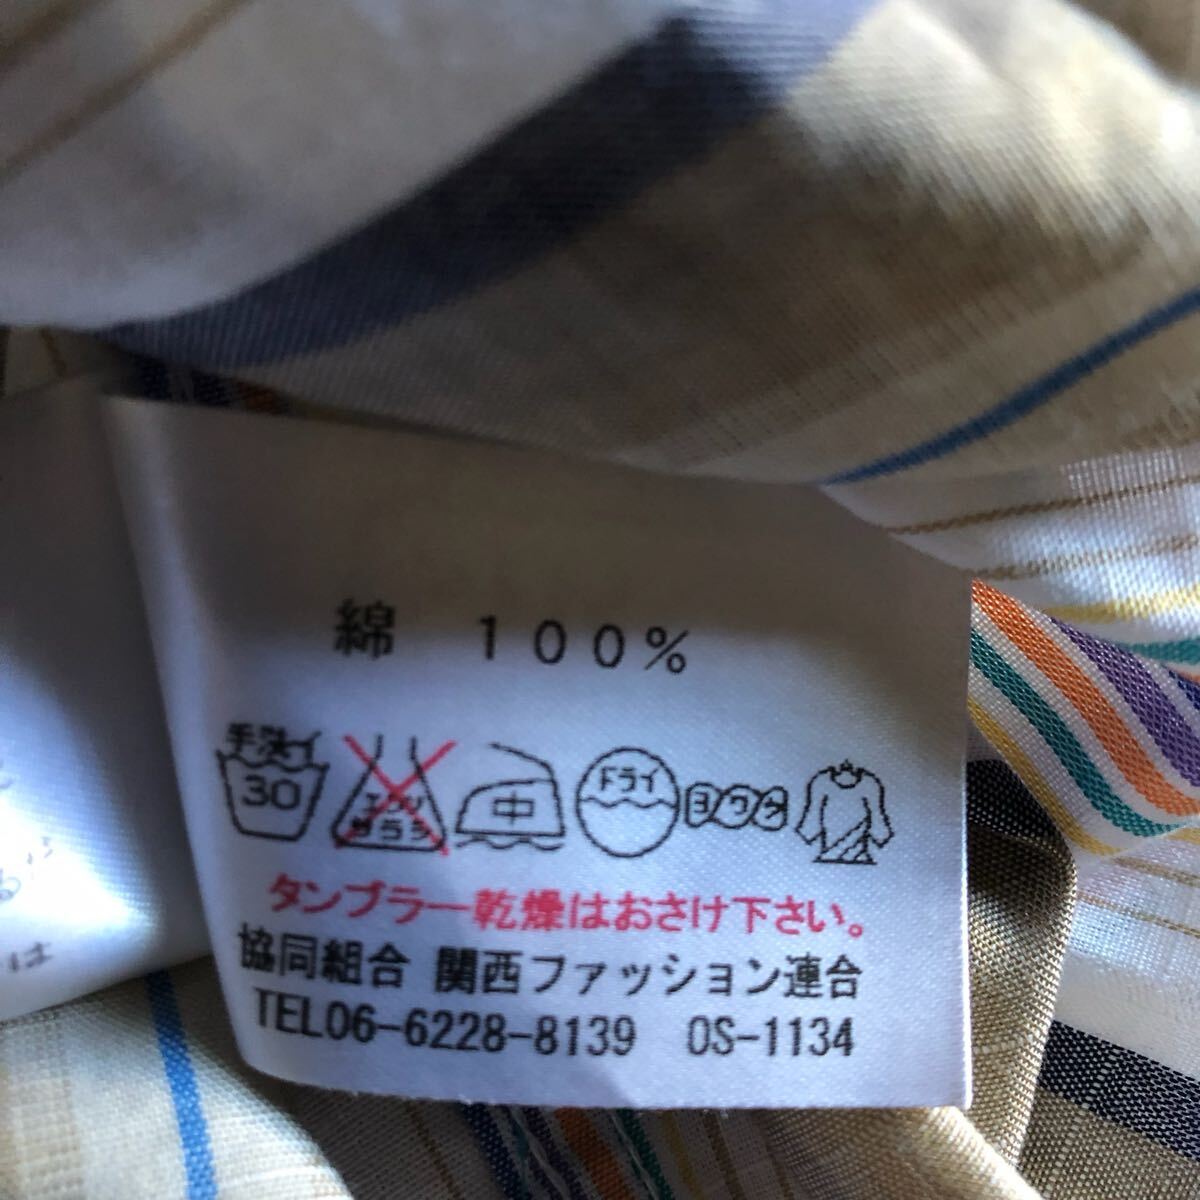 綿 100%
手洗イ
30
エンソ
サラシ
中
ドライ
ヨワク
タンブラー乾燥はおさけ下さい。
協同組合 関西ファッション連合
TEL06-6228-8139 OS-1134
は